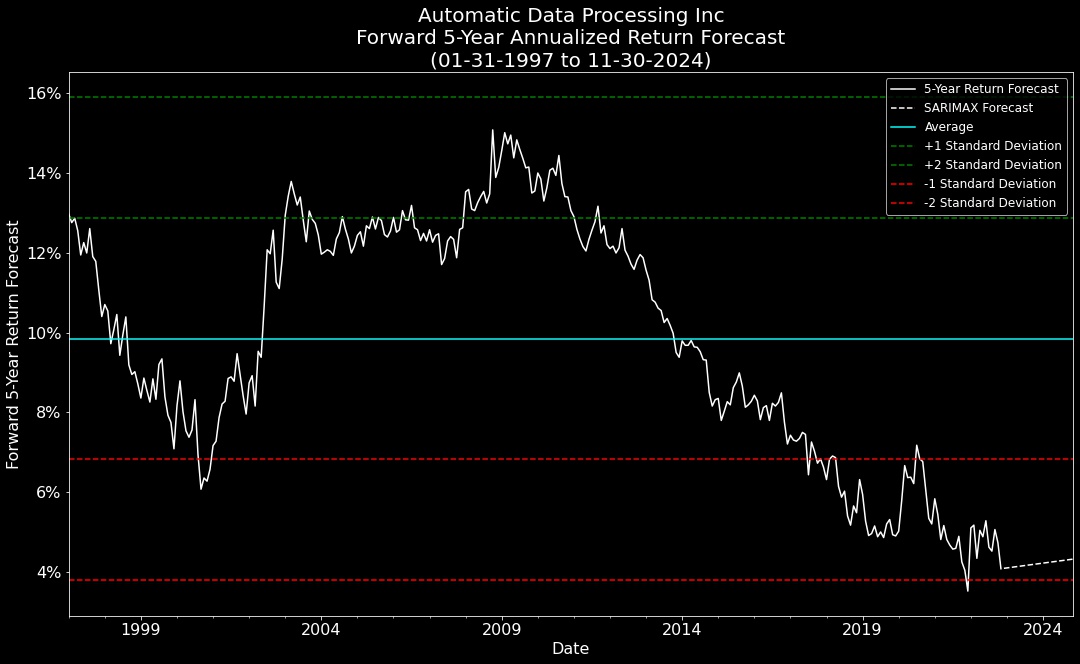 Automatic Data Processing Inc
Forward 5-Year Annualized Return Forecast
(01-31-1997 to 11-30-2024)
5-Year Return Forecast
SARIMAX Forecast
Average
+1 Standard Deviation
+2 Standard Deviation
-1 Standard Deviation
-2 Standard Deviation
Forward 5-Year Return Forecast
16%
14%
12%
10%
8%
6%
4%
1999
2004
2009
2014
2019
2024
Date